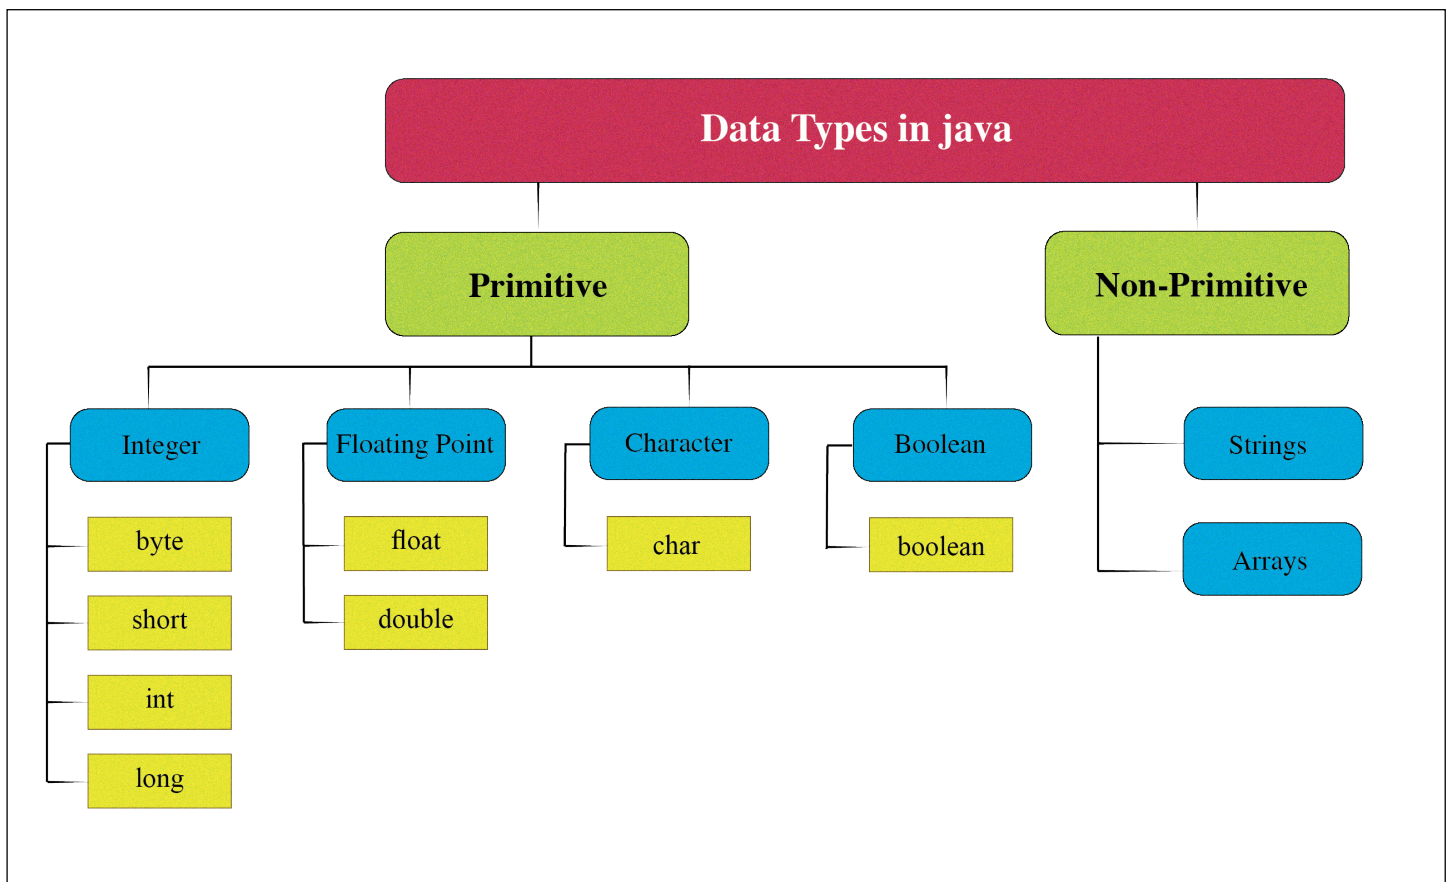 Data Types in java
Primitive
Non-Primitive
Integer
Floating Point
Character
Boolean
Strings
byte
float
char
boolean
Arrays
short
double
int
long